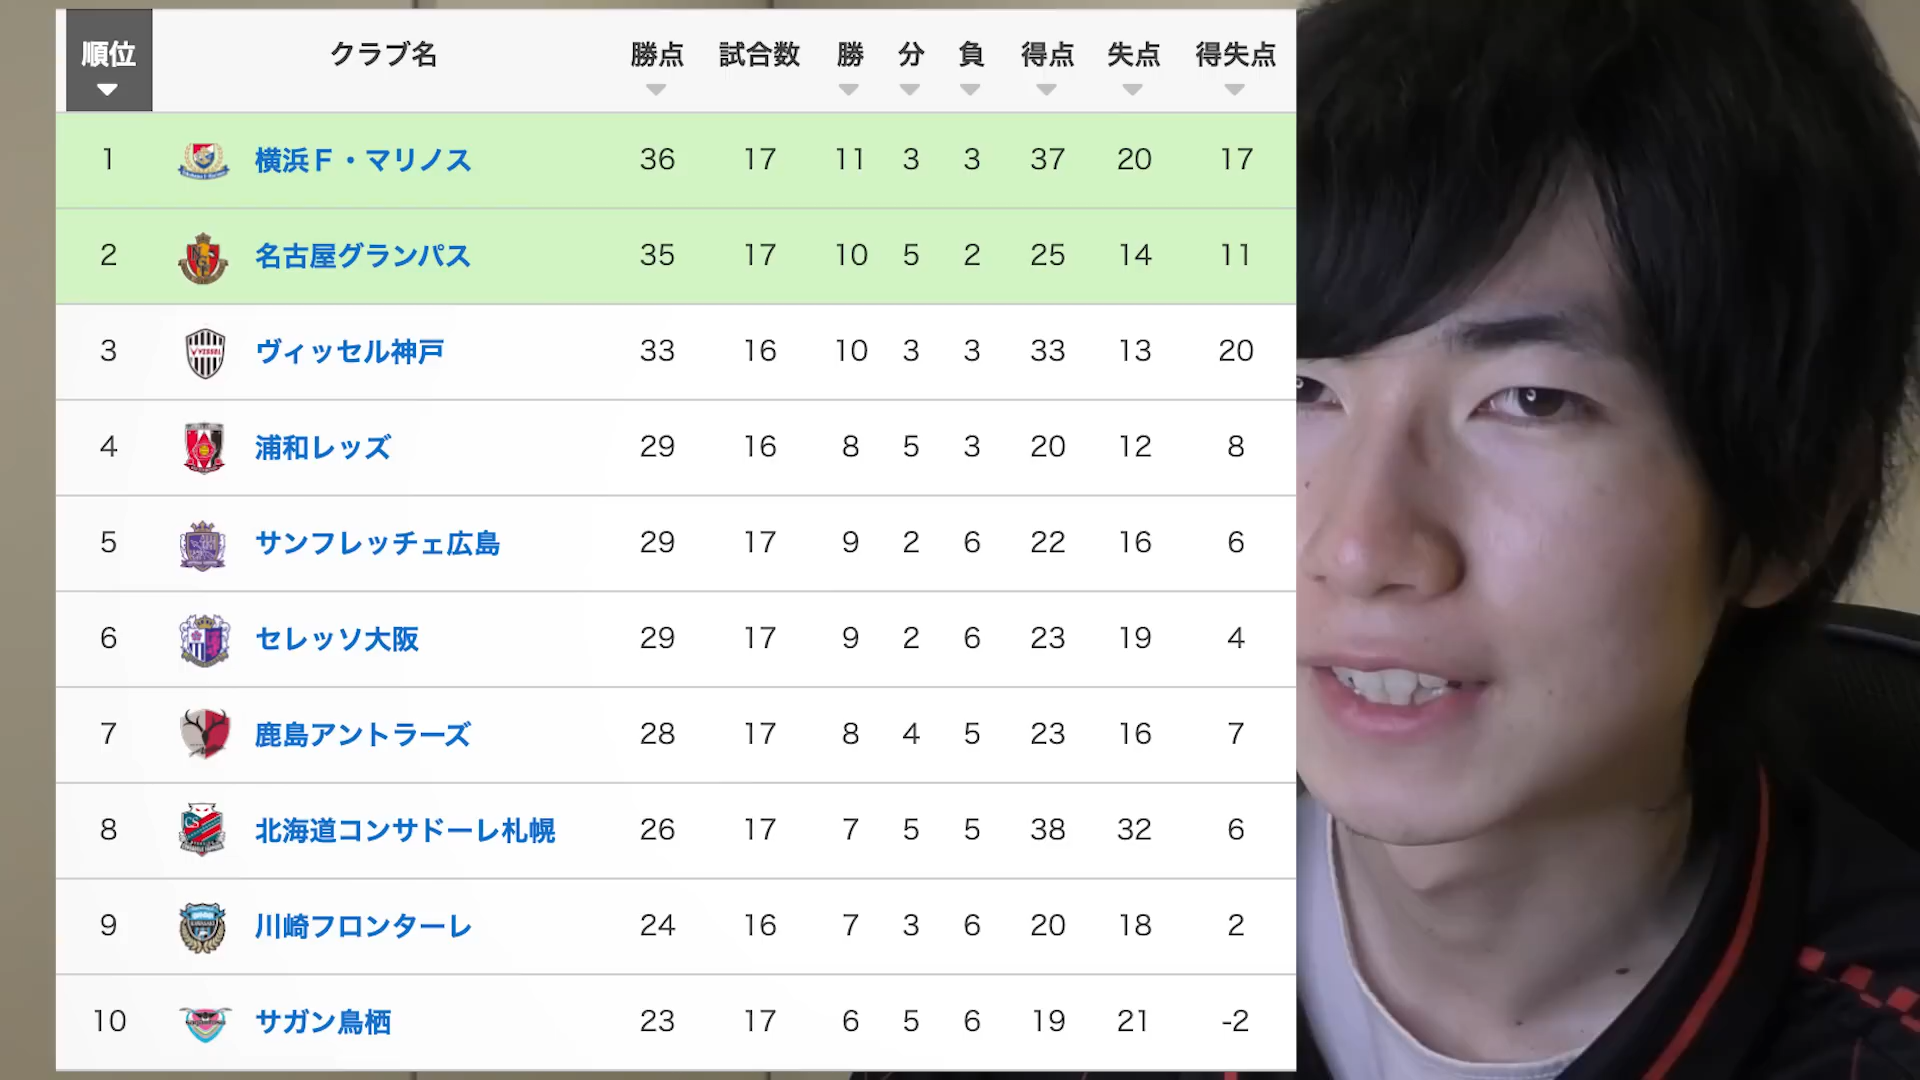 順位 クラブ名 勝点 試合数 勝 分 負 得点 失点 得失点
1 横浜F・マリノス 36 17 11 3 3 37 20 17
2 名古屋グランパス 35 17 10 5 2 25 14 11
3 ヴィッセル神戸 33 16 10 3 3 33 13 20
4 浦和レッズ 29 16 8 5 3 20 12 8
5 サンフレッチェ広島 29 17 9 2 6 22 16 6
6 セレッソ大阪 29 17 9 2 6 23 19 4
7 鹿島アントラーズ 28 17 8 4 5 23 16 7
8 北海道コンサドーレ札幌 26 17 7 5 5 38 32 6
9 川崎フロンターレ 24 16 7 3 6 20 18 2
10 サガン鳥栖 23 17 6 5 6 19 21 -2